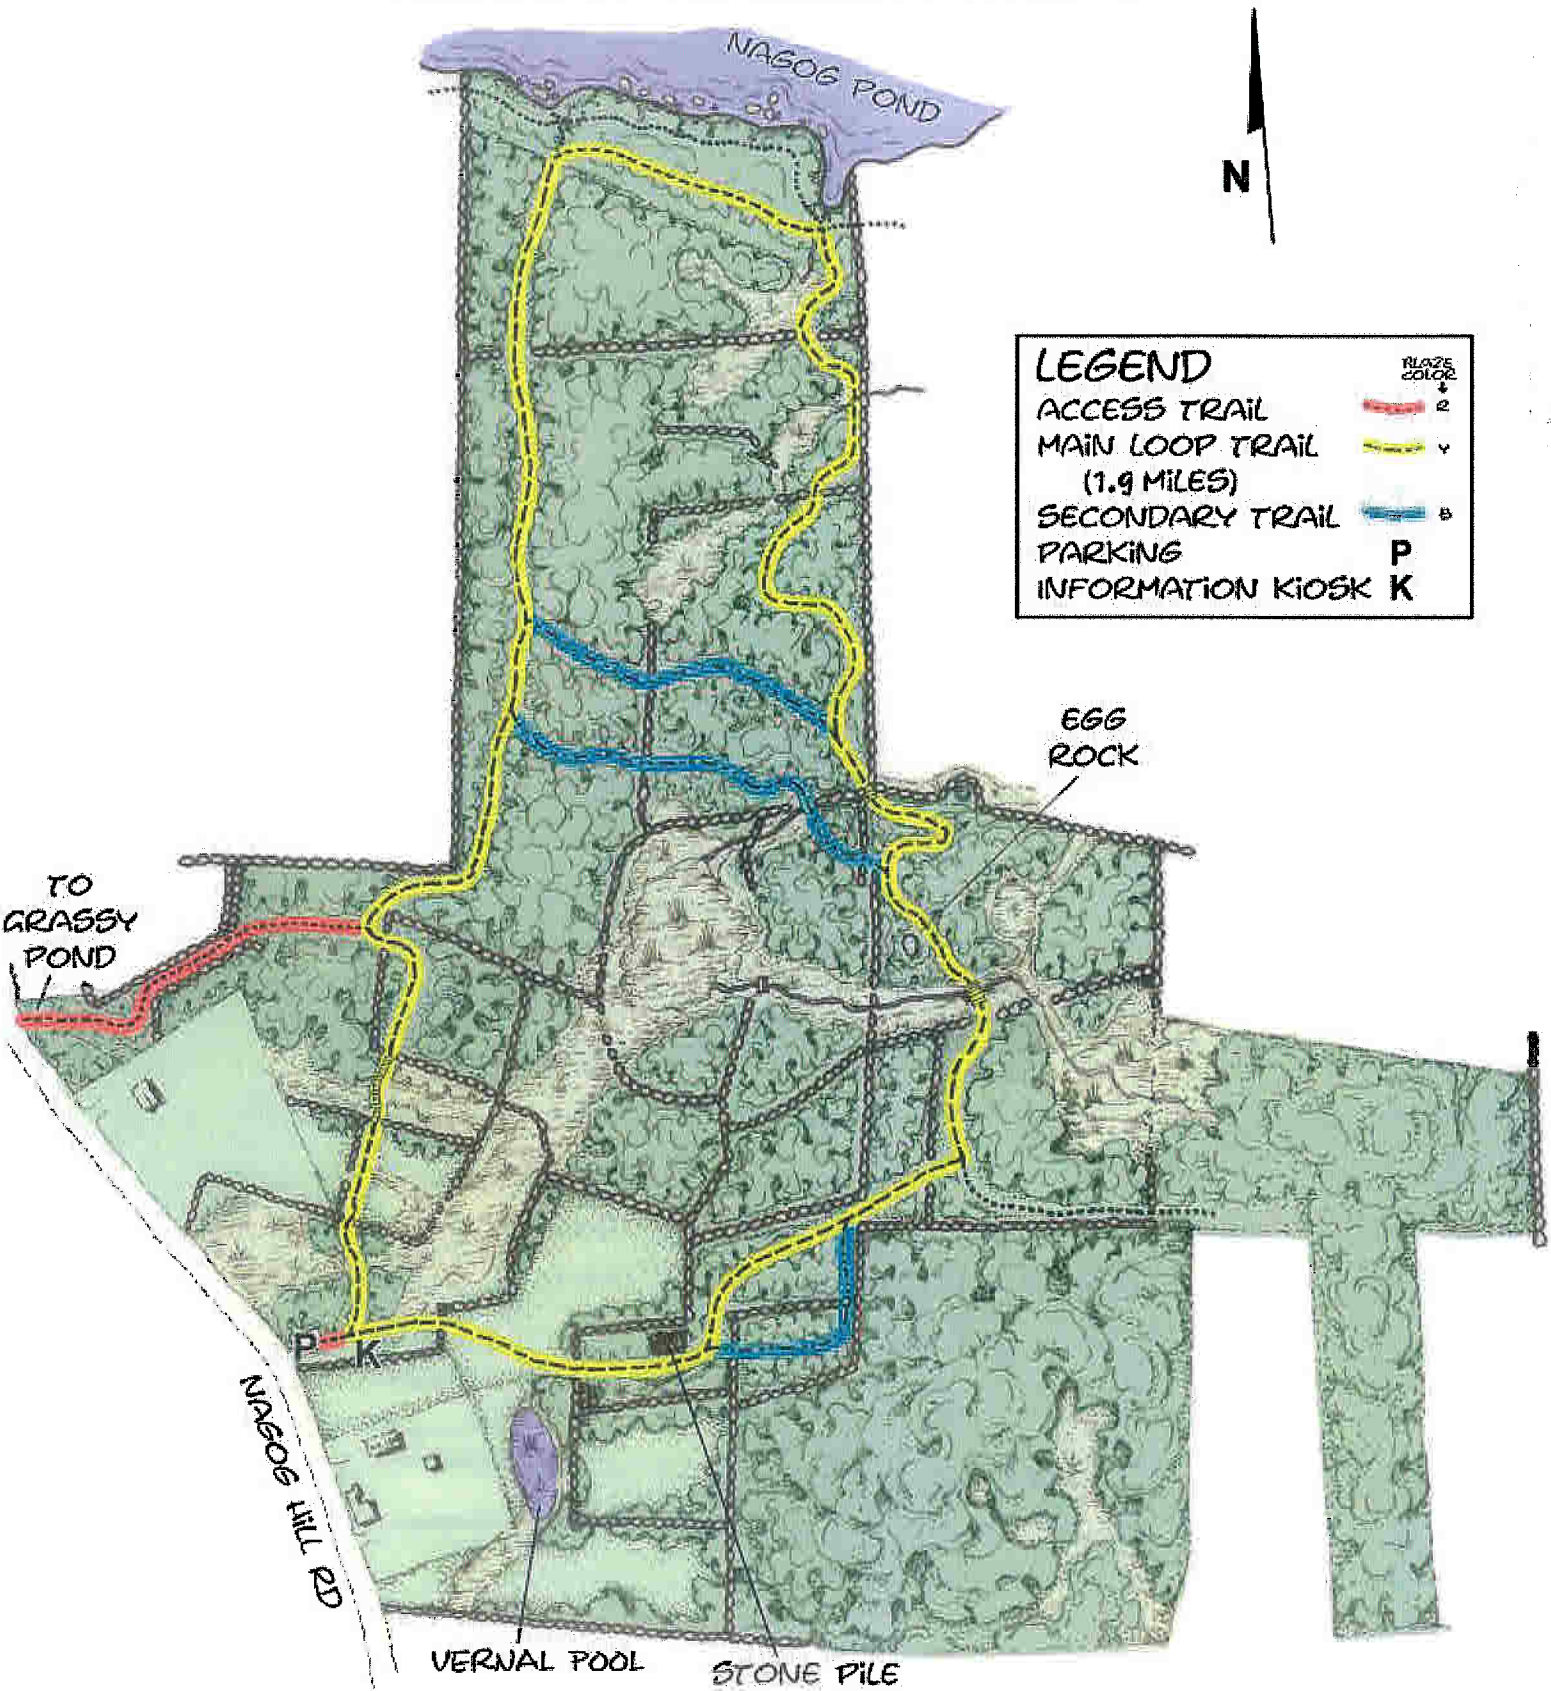 NAGOG POND
N
LEGEND
BLAZE
COLOR
ACCESS TRAIL R
MAIN LOOP TRAIL Y
(1.9 MILES)
SECONDARY TRAIL B
PARKING P
INFORMATION KIOSK K
EGG
ROCK
TO
GRASSY
POND
P
K
NAGOG HILL RD
VERNAL POOL
STONE PILE